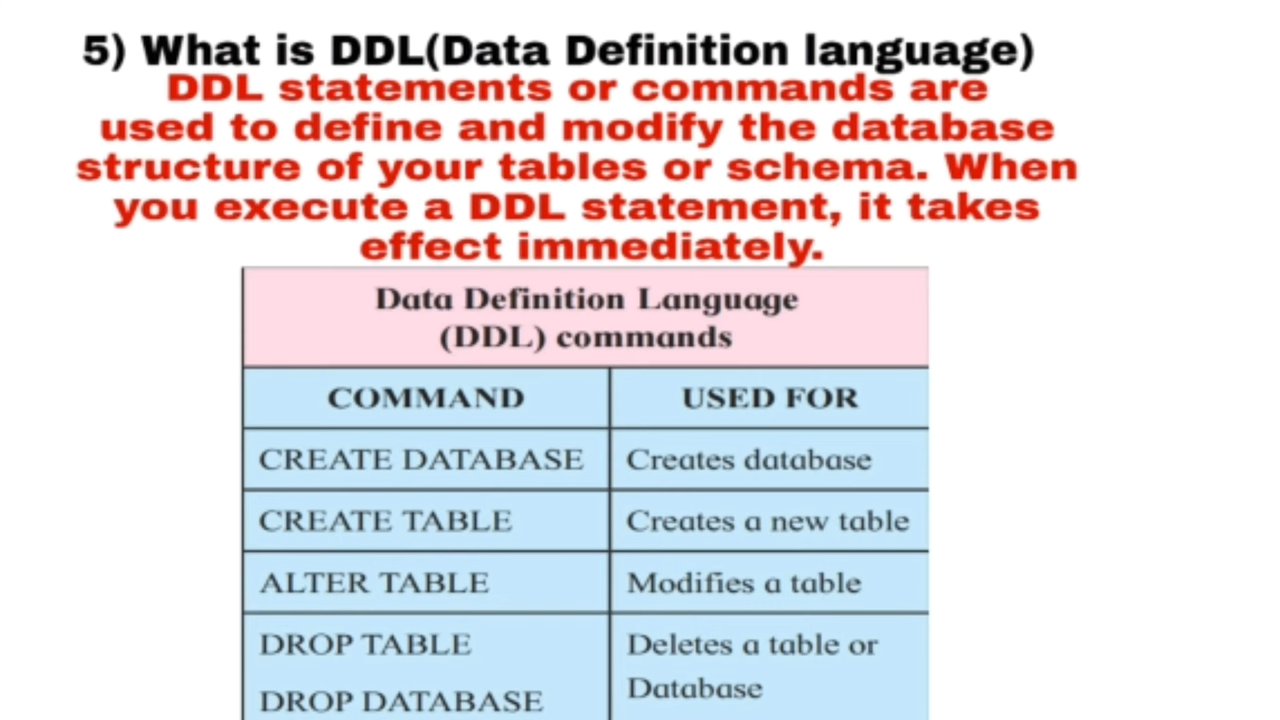 5) What is DDL(Data Definition language)
DDL statements or commands are
used to define and modify the database
structure of your tables or schema. When
you execute a DDL statement, it takes
effect immediately.
Data Definition Language
(DDL) commands
COMMAND USED FOR
CREATE DATABASE Creates database
CREATE TABLE Creates a new table
ALTER TABLE Modifies a table
DROP TABLE Deletes a table or
DROP DATABASE Database